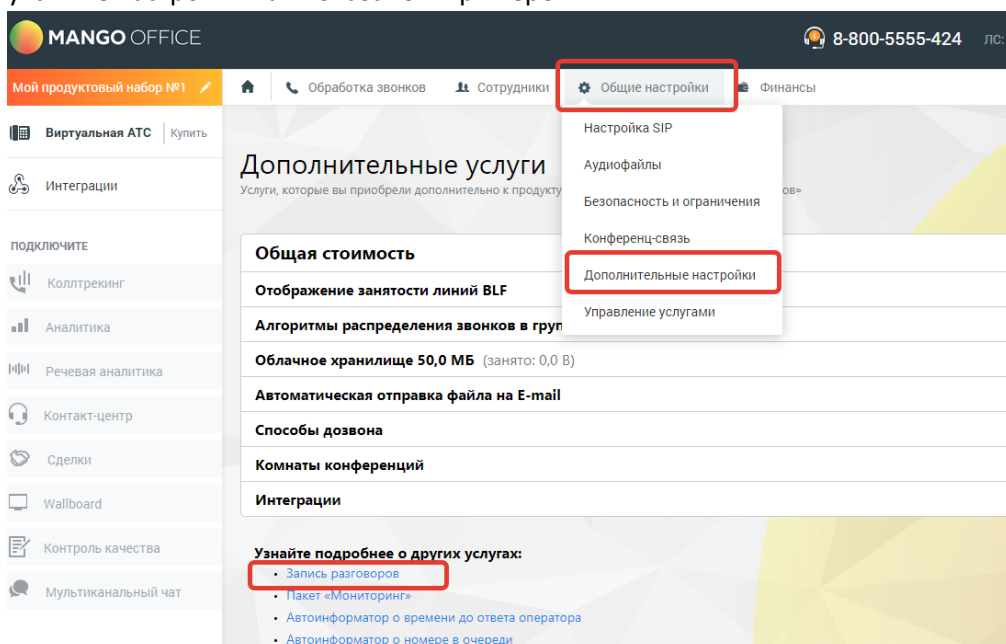 MANGO OFFICE
8-800-5555-424 ЛС:
Мой продуктовый набор №1
Обработка звонков
Сотрудники
Общие настройки
Финансы
Виртуальная АТС
Купить
Интеграции
ПОДКЛЮЧИТЕ
Коллтрекинг
Аналитика
Речевая аналитика
Контакт-центр
Сделки
Wallboard
Контроль качества
Мультиканальный чат
Настройка SIP
Аудиофайлы
Безопасность и ограничения
Конференц-связь
Дополнительные настройки
Управление услугами
Дополнительные услуги
Услуги, которые вы приобрели дополнительно к продукту
ов»
Общая стоимость
Отображение занятости линий BLF
Алгоритмы распределения звонков в груп
Облачное хранилище 50,0 МБ (занято: 0,0 В)
Автоматическая отправка файла на E-mail
Способы дозвона
Комнаты конференций
Интеграции
Узнайте подробнее о других услугах:
Запись разговоров
Пакет «Мониторинг»
Автоинформатор о времени до ответа оператора
Автоинформатор о номере в очереди